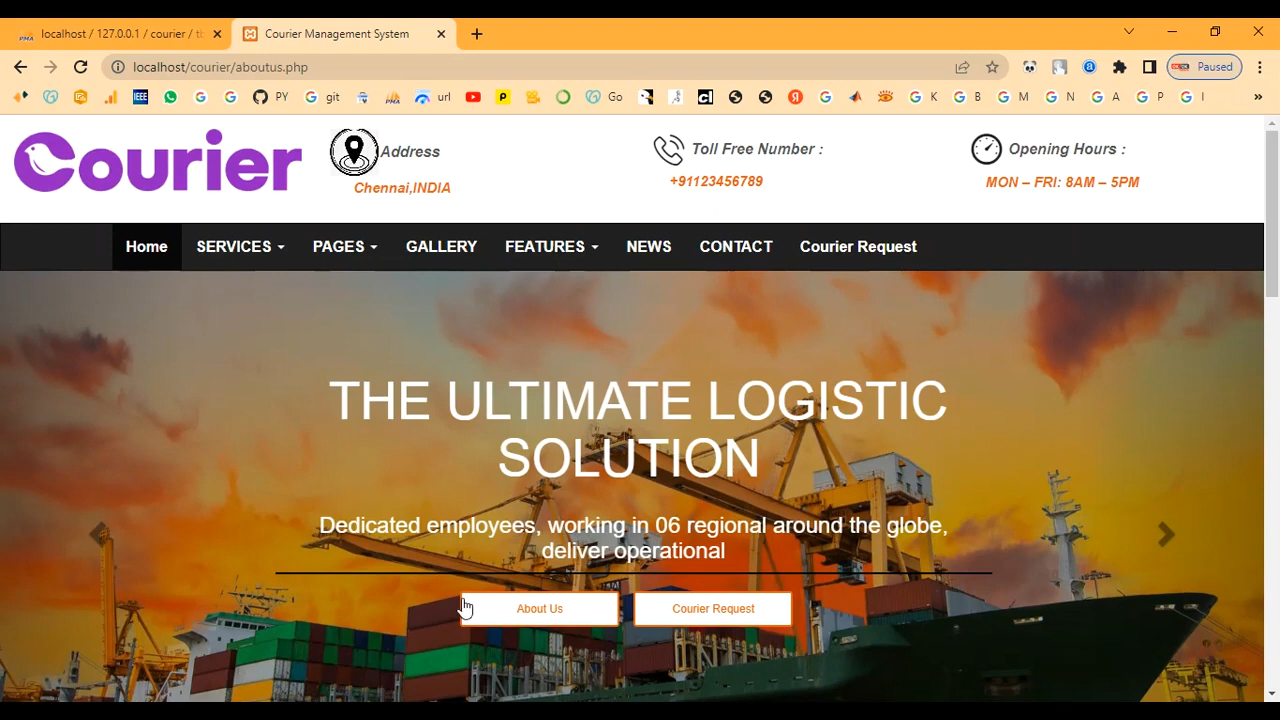 localhost / 127.0.0.1 / courier / tb
Courier Management System
localhost/courier/aboutus.php
Paused
IEEE
PY
git
PMA
url
Go
K
B
M
N
A
P
I
Courier
Address
Chennai,INDIA
Toll Free Number :
+91123456789
Opening Hours :
MON – FRI: 8AM – 5PM
Home
SERVICES
PAGES
GALLERY
FEATURES
NEWS
CONTACT
Courier Request
THE ULTIMATE LOGISTIC
SOLUTION
Dedicated employees, working in 06 regional around the globe,
deliver operational
About Us
Courier Request